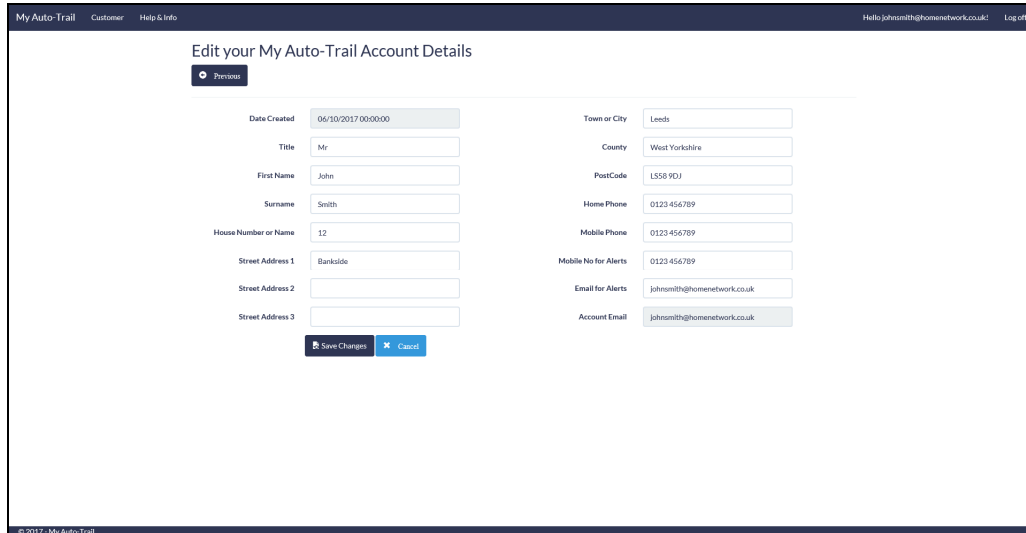 My Auto-Trail Customer Help & Info Hello johnsmith@homenetwork.co.uk! Log off
Edit your My Auto-Trail Account Details
Previous
Date Created 06/10/2017 00:00:00 Town or City Leeds
Title Mr County West Yorkshire
First Name John PostCode LS58 9DJ
Surname Smith Home Phone 0123 456789
House Number or Name 12 Mobile Phone 0123 456789
Street Address 1 Bankside Mobile No for Alerts 0123 456789
Street Address 2 Email for Alerts johnsmith@homenetwork.co.uk
Street Address 3 Account Email johnsmith@homenetwork.co.uk
Save Changes Cancel
© 2017 - My Auto-Trail